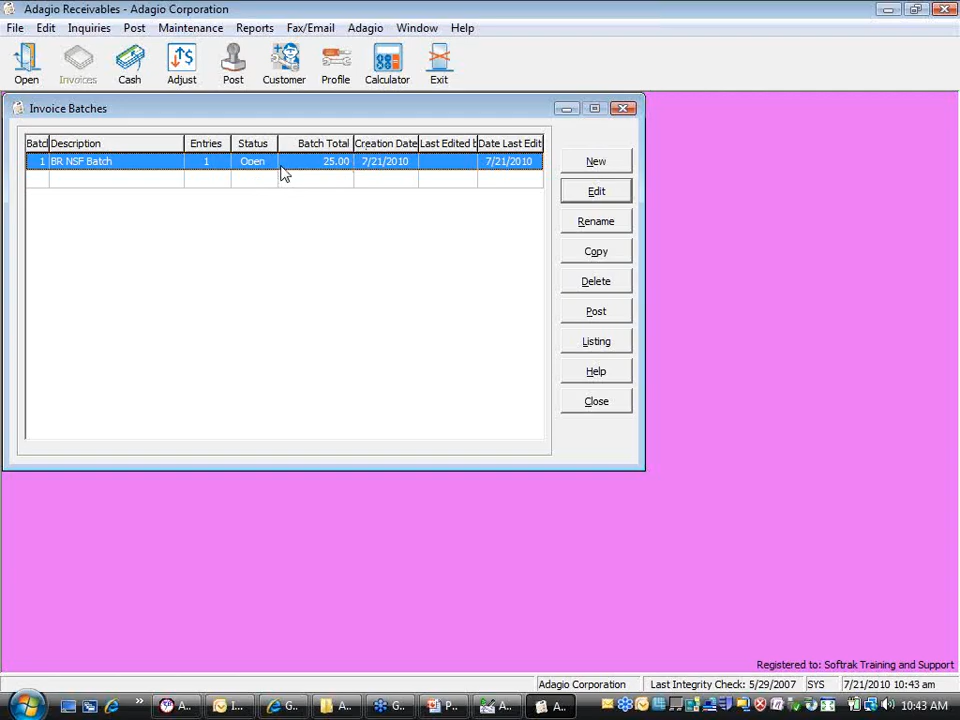 Adagio Receivables - Adagio Corporation
File Edit Inquiries Post Maintenance Reports Fax/Email Adagio Window Help
Open Invoices Cash Adjust Post Customer Profile Calculator Exit
Invoice Batches
Batcl Description Entries Status Batch Total Creation Date Last Edited b Date Last Edit
1 BR NSF Batch 1 Open 25.00 7/21/2010 7/21/2010
New
Edit
Rename
Copy
Delete
Post
Listing
Help
Close
Registered to: Softrak Training and Support
Adagio Corporation Last Integrity Check: 5/29/2007 SYS 7/21/2010 10:43 am
A... I... G... A... G... P... A... A... 10:43 AM